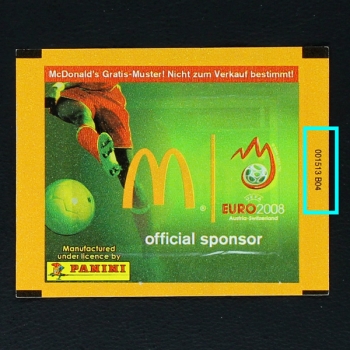 McDonald's Gratis-Muster! Nicht zum Verkauf bestimmt!
001513 B04
M
®
UEFA
EURO2008
Austria-Switzerland
official sponsor
Manufactured
under licence by
PANINI